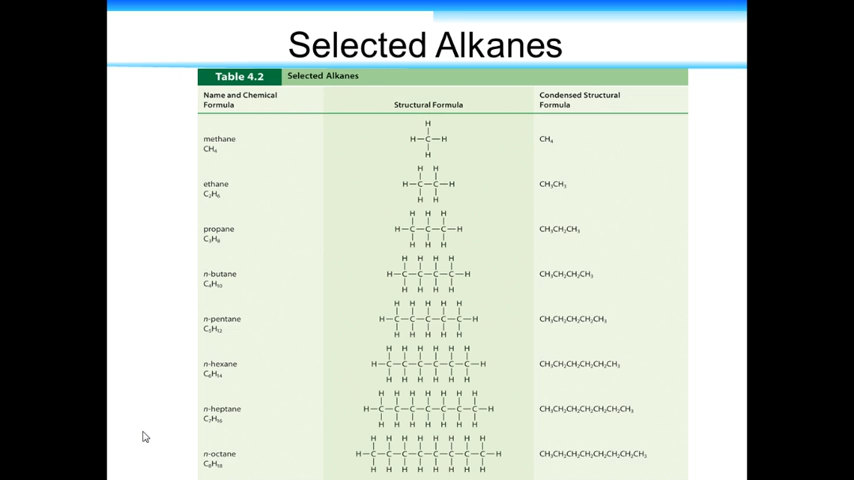 Selected Alkanes
Table 4.2 Selected Alkanes
Name and Chemical Formula
Structural Formula
Condensed Structural Formula
methane
CH₄
H
H—C—H
H
CH₄
ethane
C₂H₆
H H
H—C—C—H
H H
CH₃CH₃
propane
C₃H₈
H H H
H—C—C—C—H
H H H
CH₃CH₂CH₃
n-butane
C₄H₁₀
H H H H
H—C—C—C—C—H
H H H H
CH₃CH₂CH₂CH₃
n-pentane
C₅H₁₂
H H H H H
H—C—C—C—C—C—H
H H H H H
CH₃CH₂CH₂CH₂CH₃
n-hexane
C₆H₁₄
H H H H H H
H—C—C—C—C—C—C—H
H H H H H H
CH₃CH₂CH₂CH₂CH₂CH₃
n-heptane
C₇H₁₆
H H H H H H H
H—C—C—C—C—C—C—C—H
H H H H H H H
CH₃CH₂CH₂CH₂CH₂CH₂CH₃
n-octane
C₈H₁₈
H H H H H H H H
H—C—C—C—C—C—C—C—C—H
H H H H H H H H
CH₃CH₂CH₂CH₂CH₂CH₂CH₂CH₃